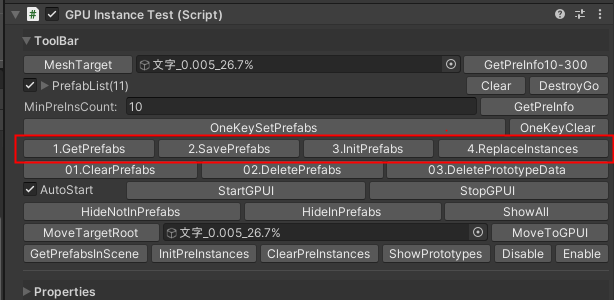 GPU Instance Test (Script)
ToolBar
MeshTarget 文字_0.005_26.7% GetPreInfo10-300
PrefabList(11) Clear DestroyGo
MinPreInsCount: 10 GetPreInfo
OneKeySetPrefabs OneKeyClear
1.GetPrefabs 2.SavePrefabs 3.InitPrefabs 4.ReplaceInstances
01.ClearPrefabs 02.DeletePrefabs 03.DeletePrototypeData
AutoStart StartGPUI StopGPUI
HideNotInPrefabs HideInPrefabs ShowAll
MoveTargetRoot 文字_0.005_26.7% MoveToGPUI
GetPrefabsInScene InitPreInstances ClearPreInstances ShowPrototypes Disable Enable
Properties